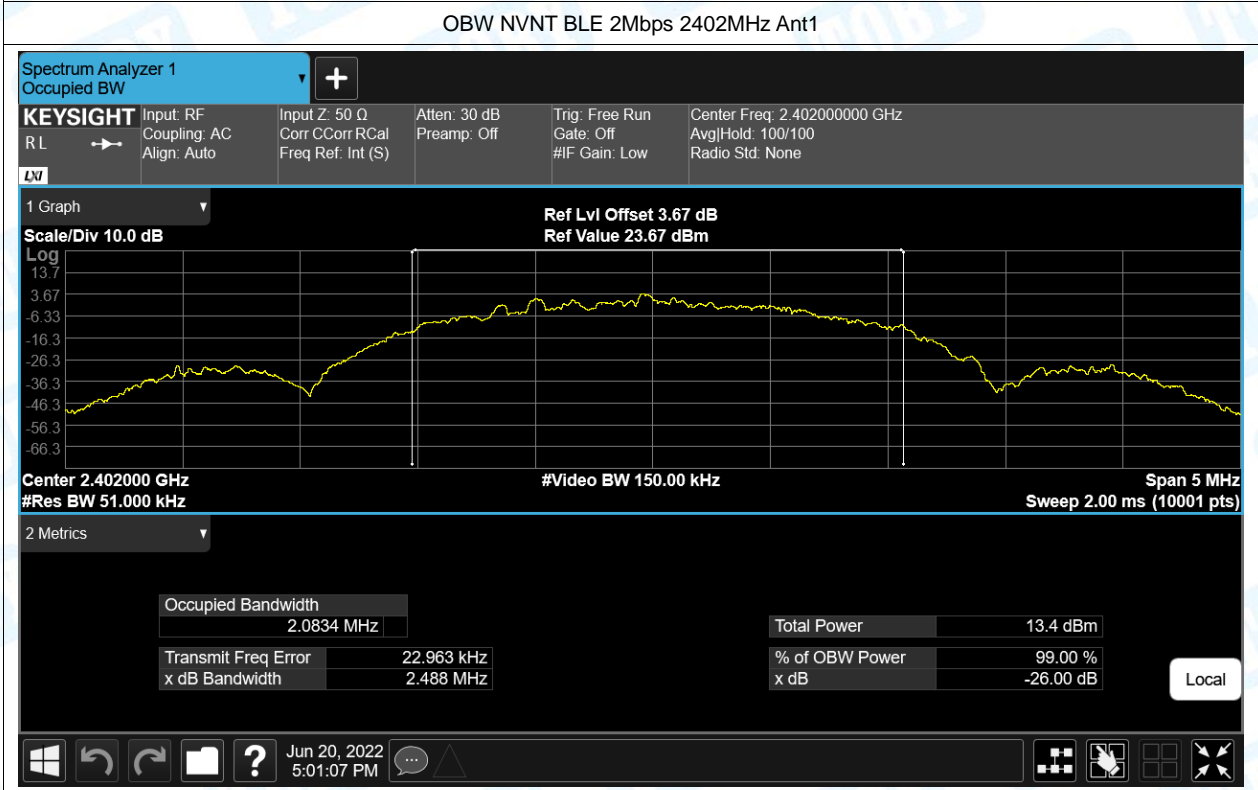 OBW NVNT BLE 2Mbps 2402MHz Ant1
Spectrum Analyzer 1
Occupied BW
KEYSIGHT
R L
LXI
Input: RF
Coupling: AC
Align: Auto
Input Z: 50 Ω
Corr CCorr RCal
Freq Ref: Int (S)
Atten: 30 dB
Preamp: Off
Trig: Free Run
Gate: Off
#IF Gain: Low
Center Freq: 2.402000000 GHz
Avg|Hold: 100/100
Radio Std: None
1 Graph
Scale/Div 10.0 dB
Ref Lvl Offset 3.67 dB
Ref Value 23.67 dBm
Log
13.7
3.67
-6.33
-16.3
-26.3
-36.3
-46.3
-56.3
-66.3
Center 2.402000 GHz
#Video BW 150.00 kHz
Span 5 MHz
#Res BW 51.000 kHz
Sweep 2.00 ms (10001 pts)
2 Metrics
Occupied Bandwidth
2.0834 MHz
Total Power 13.4 dBm
Transmit Freq Error 22.963 kHz
% of OBW Power 99.00 %
x dB Bandwidth 2.488 MHz
x dB -26.00 dB
Local
?
Jun 20, 2022
5:01:07 PM